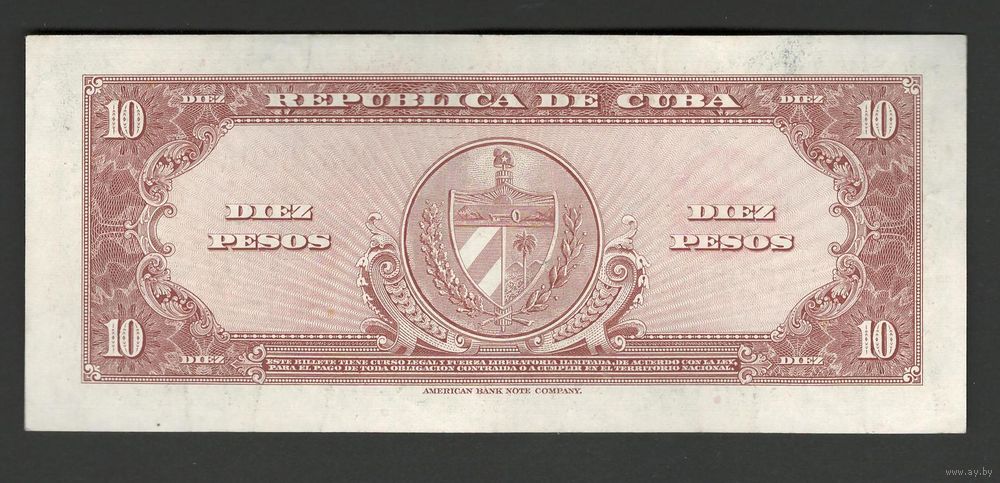 10 DIEZ REPUBLICA DE CUBA DIEZ 10
DIEZ PESOS
DIEZ PESOS
10 DIEZ
ESTE BILLETE TIENE CURSO LEGAL Y FUERZA LIBERATORIA ILIMITADA, DE ACUERDO CON LA LEY,
PARA EL PAGO DE TODA OBLIGACION CONTRAIDA O A CUMPLIR EN EL TERRITORIO NACIONAL
DIEZ 10
AMERICAN BANK NOTE COMPANY.
www.ay.by